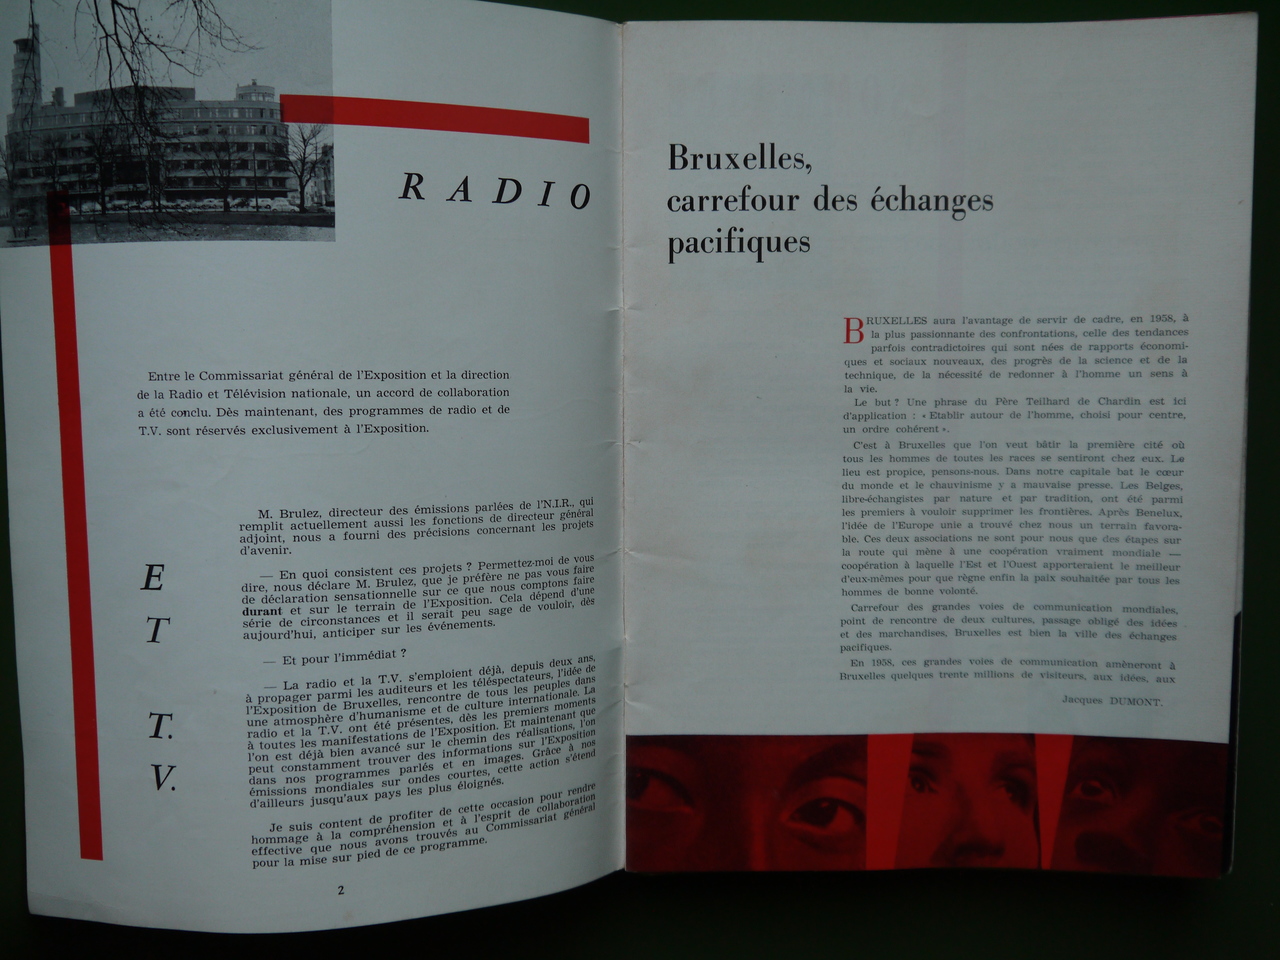 RADIO
Entre le Commissariat général de l'Exposition et la direction
de la Radio et Télévision nationale, un accord de collaboration
a été conclu. Dès maintenant, des programmes de radio et de
T.V. sont réservés exclusivement à l'Exposition.
E
T
T.
V.
M. Brulez, directeur des émissions parlées de l'N.I.R., qui
remplit actuellement aussi les fonctions de directeur général
adjoint, nous a fourni des précisions concernant les projets
d'avenir.
— En quoi consistent ces projets ? Permettez-moi de vous
dire, nous déclare M. Brulez, que je préfère ne pas vous faire
de déclaration sensationnelle sur ce que nous comptons faire
durant et sur le terrain de l'Exposition. Cela dépend d'une
série de circonstances et il serait peu sage de vouloir, dès
aujourd'hui, anticiper sur les événements.
— Et pour l'immédiat ?
— La radio et la T.V. s'emploient déjà, depuis deux ans,
à propager parmi les auditeurs et les téléspectateurs, l'idée de
l'Exposition de Bruxelles, rencontre de tous les peuples dans
une atmosphère d'humanisme et de culture internationale. La
radio et la T.V. ont été présentes, dès les premiers moments
à toutes les manifestations de l'Exposition. Et maintenant que
l'on est déjà bien avancé sur le chemin des réalisations, l'on
peut constamment trouver des informations sur l'Exposition
dans nos programmes parlés et en images. Grâce à nos
émissions mondiales sur ondes courtes, cette action s'étend
d'ailleurs jusqu'aux pays les plus éloignés.
Je suis content de profiter de cette occasion pour rendre
hommage à la compréhension et à l'esprit de collaboration
effective que nous avons trouvés au Commissariat général
pour la mise sur pied de ce programme.
2
Bruxelles,
carrefour des échanges
pacifiques
BRUXELLES aura l'avantage de servir de cadre, en 1958, à
la plus passionnante des confrontations, celle des tendances
parfois contradictoires qui sont nées de rapports économi-
ques et sociaux nouveaux, des progrès de la science et de la
technique, de la nécessité de redonner à l'homme un sens à
la vie.
Le but ? Une phrase du Père Teilhard de Chardin est ici
d'application : « Etablir autour de l'homme, choisi pour centre,
un ordre cohérent ».
C'est à Bruxelles que l'on veut bâtir la première cité où
tous les hommes de toutes les races se sentiront chez eux. Le
lieu est propice, pensons-nous. Dans notre capitale bat le cœur
du monde et le chauvinisme y a mauvaise presse. Les Belges,
libre-échangistes par nature et par tradition, ont été parmi
les premiers à vouloir supprimer les frontières. Après Benelux,
l'idée de l'Europe unie a trouvé chez nous un terrain favora-
ble. Ces deux associations ne sont pour nous que des étapes sur
la route qui mène à une coopération vraiment mondiale —
coopération à laquelle l'Est et l'Ouest apporteraient le meilleur
d'eux-mêmes pour que règne enfin la paix souhaitée par tous les
hommes de bonne volonté.
Carrefour des grandes voies de communication mondiales,
point de rencontre de deux cultures, passage obligé des idées
et des marchandises, Bruxelles est bien la ville des échanges
pacifiques.
En 1958, ces grandes voies de communication amèneront à
Bruxelles quelques trente millions de visiteurs, aux idées, aux
Jacques DUMONT.